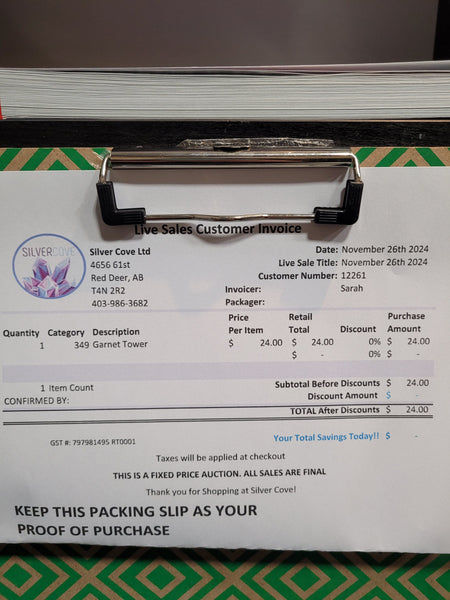 Live Sales Customer Invoice
SILVERCOVE
Silver Cove Ltd
4656 61st
Red Deer, AB
T4N 2R2
403-986-3682
Date: November 26th 2024
Live Sale Title: November 26th 2024
Customer Number: 12261
Invoicer: Sarah
Packager:
Quantity Category Description Price Per Item Retail Total Discount Purchase Amount
1 349 Garnet Tower $ 24.00 $ 24.00 0% $ 24.00
$ - 0% $ -
1 Item Count
CONFIRMED BY:
Subtotal Before Discounts $ 24.00
Discount Amount $ -
TOTAL After Discounts $ 24.00
GST #: 797981495 RT0001
Your Total Savings Today!! $ -
Taxes will be applied at checkout
THIS IS A FIXED PRICE AUCTION. ALL SALES ARE FINAL
Thank you for Shopping at Silver Cove!
KEEP THIS PACKING SLIP AS YOUR
PROOF OF PURCHASE